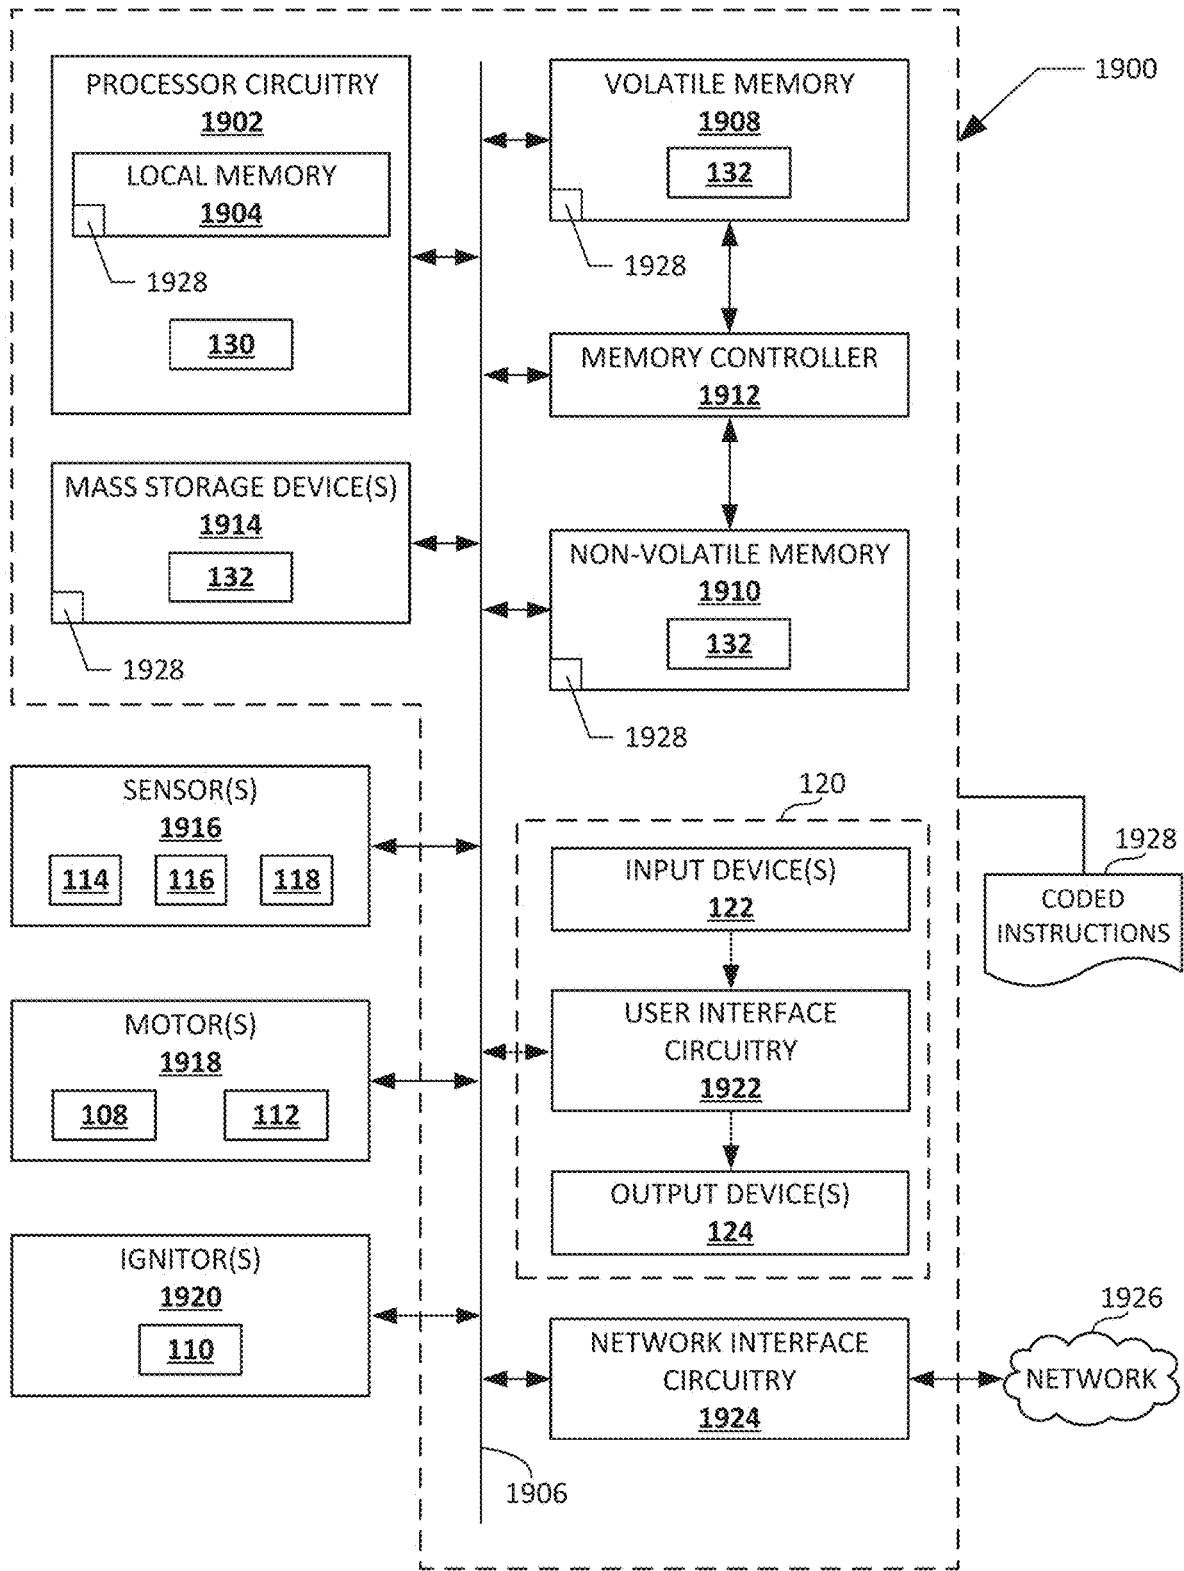 1900
PROCESSOR CIRCUITRY
1902
LOCAL MEMORY
1904
1928
130
VOLATILE MEMORY
1908
132
1928
MEMORY CONTROLLER
1912
MASS STORAGE DEVICE(S)
1914
132
1928
NON-VOLATILE MEMORY
1910
132
1928
SENSOR(S)
1916
114
116
118
120
INPUT DEVICE(S)
122
1928
CODED
INSTRUCTIONS
MOTOR(S)
1918
108
112
USER INTERFACE
CIRCUITRY
1922
OUTPUT DEVICE(S)
124
IGNITOR(S)
1920
110
NETWORK INTERFACE
CIRCUITRY
1924
1926
NETWORK
1906